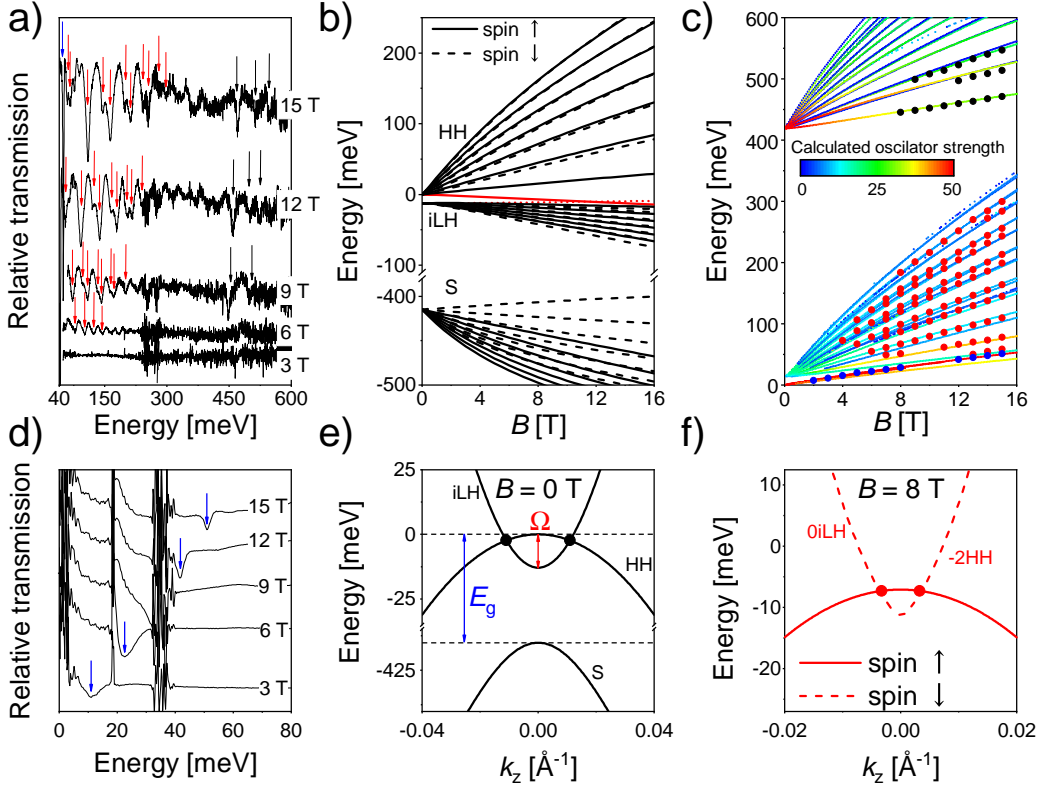 a)
Relative transmission
15 T
12 T
9 T
6 T
3 T
40 150 300 450 600
Energy [meV]
b)
spin ↑
spin ↓
HH
iLH
S
Energy [meV]
200
100
0
-100
-400
-500
0 4 8 12 16
B [T]
c)
Energy [meV]
600
500
400
300
200
100
0
Calculated oscilator strength
0 25 50
0 4 8 12 16
B [T]
d)
Relative transmission
15 T
12 T
9 T
6 T
3 T
0 20 40 60 80
Energy [meV]
e)
Energy [meV]
25
0
-25
-425
B = 0 T
iLH
Ω
HH
Eg
S
-0.04 0.00 0.04
kz [Å-1]
f)
Energy [meV]
10
0
-10
-20
B = 8 T
0iLH
-2HH
spin ↑
spin ↓
-0.02 0.00 0.02
kz [Å-1]